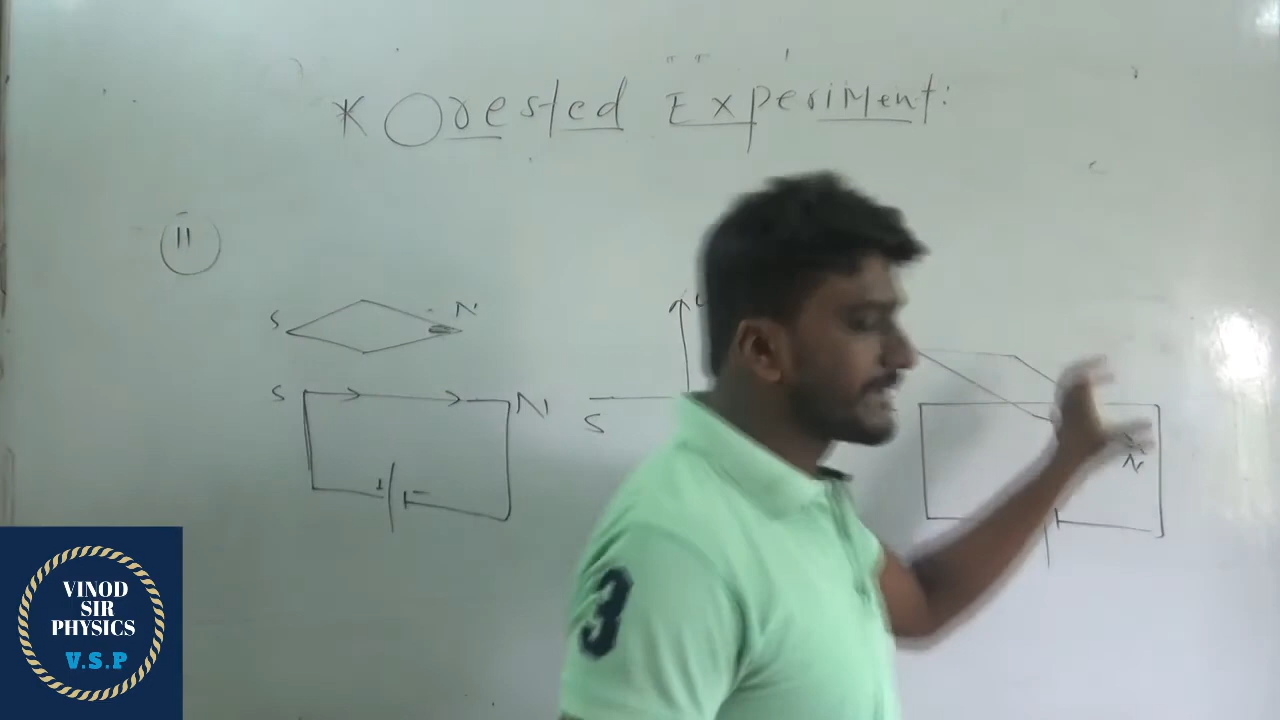 * Orested Experiment:
11
S N
S N
S
N
+ -
3
VINOD
SIR
PHYSICS
V.S.P